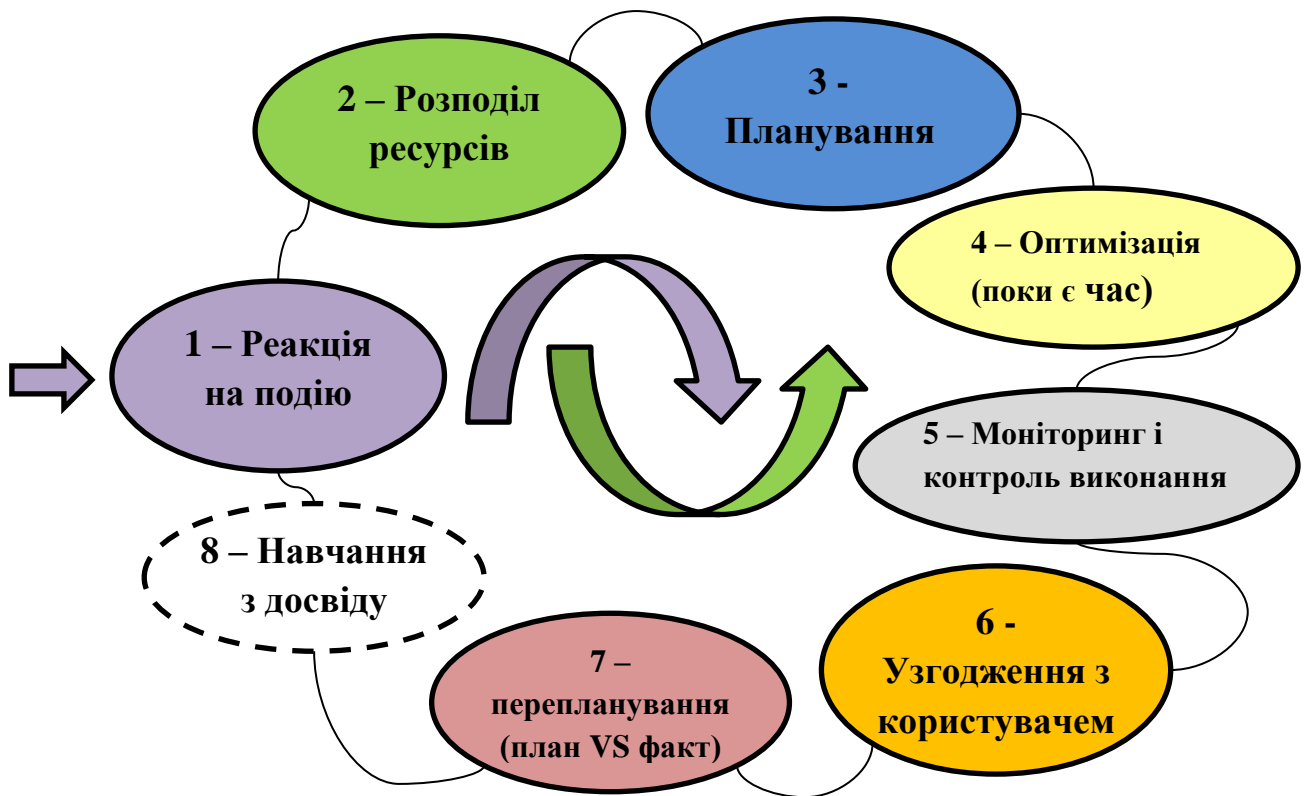 1 – Реакція
на подію
2 – Розподіл
ресурсів
3 -
Планування
4 – Оптимізація
(поки є час)
5 – Моніторинг і
контроль виконання
6 -
Узгодження з
користувачем
7 –
перепланування
(план VS факт)
8 – Навчання
з досвіду